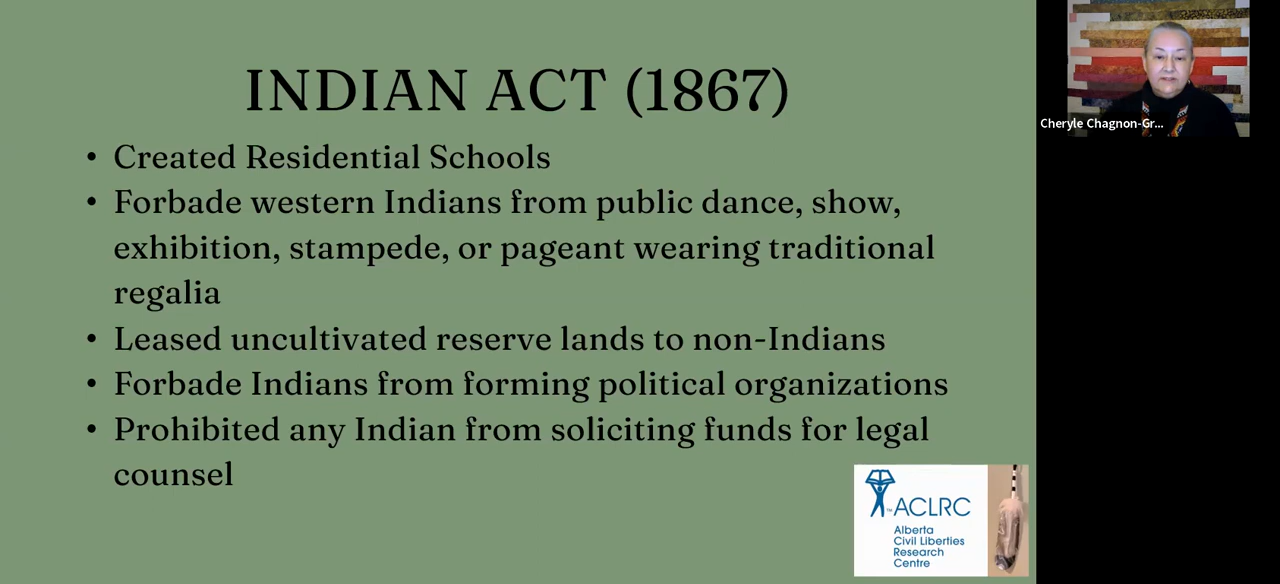 INDIAN ACT (1867)
• Created Residential Schools
• Forbade western Indians from public dance, show,
exhibition, stampede, or pageant wearing traditional
regalia
• Leased uncultivated reserve lands to non-Indians
• Forbade Indians from forming political organizations
• Prohibited any Indian from soliciting funds for legal
counsel
TM ACLRC
Alberta
Civil Liberties
Research
Centre
Cheryle Chagnon-Gr...